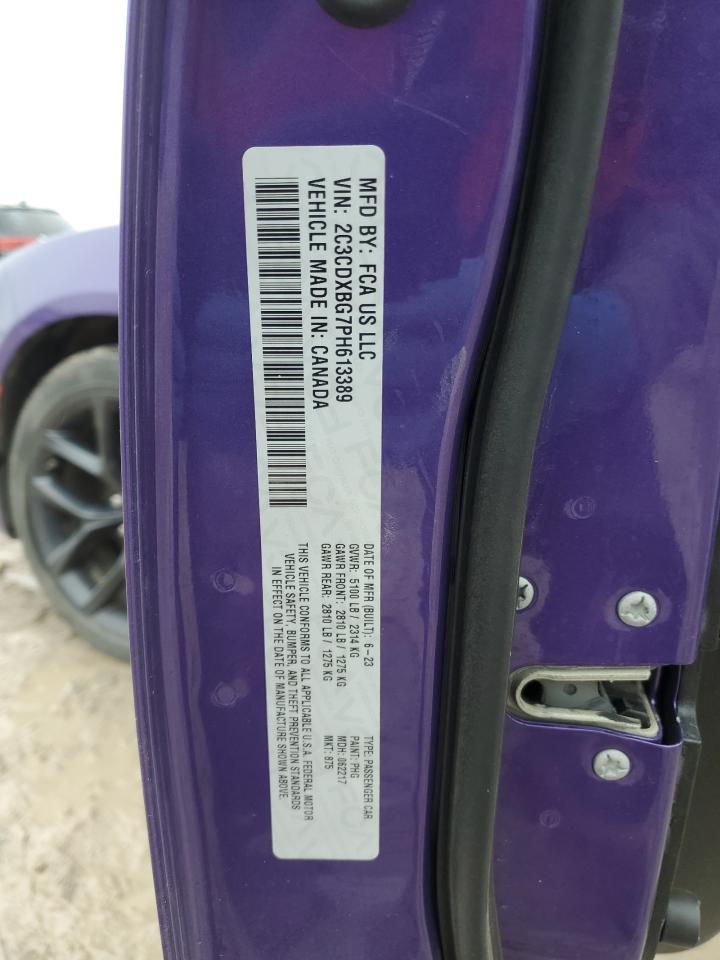 MFD BY: FCA US LLC
VIN: 2C3CDXBG7PH613389
VEHICLE MADE IN: CANADA
DATE OF MFR (BUILT): 6-23
GVWR: 5100 LB / 2314 KG
GAWR FRONT: 2810 LB / 1275 KG
GAWR REAR: 2810 LB / 1275 KG
TYPE: PASSENGER CAR
PAINT: PHG
MDH: 062217
MKT: 875
THIS VEHICLE CONFORMS TO ALL APPLICABLE U.S.A. FEDERAL MOTOR
VEHICLE SAFETY, BUMPER, AND THEFT PREVENTION STANDARDS
IN EFFECT ON THE DATE OF MANUFACTURE SHOWN ABOVE.